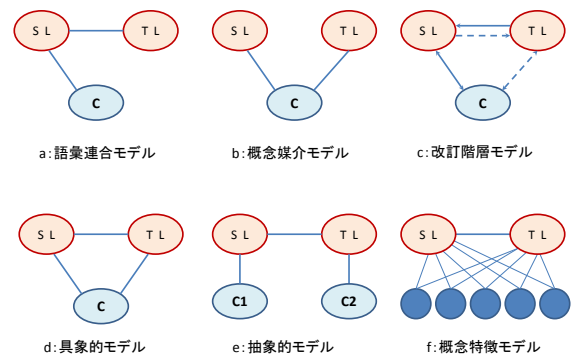 S L T L S L T L S L T L
C C C
a:語彙連合モデル b:概念媒介モデル c:改訂階層モデル
S L T L S L T L S L T L
C C1 C2
d:具象的モデル e:抽象的モデル f:概念特徴モデル